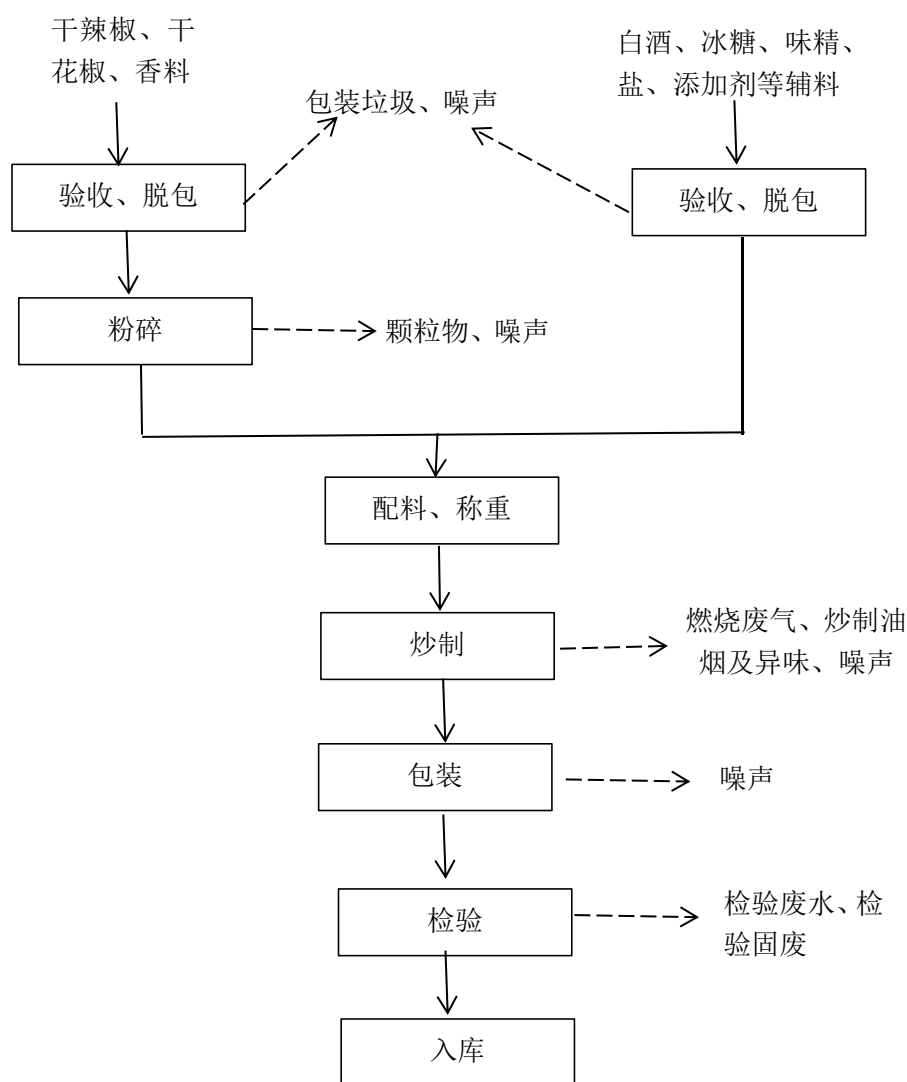 干辣椒、干
花椒、香料
白酒、冰糖、味精、
盐、添加剂等辅料
包装垃圾、噪声
验收、脱包
验收、脱包
粉碎
颗粒物、噪声
配料、称重
炒制
燃烧废气、炒制油
烟及异味、噪声
包装
噪声
检验
检验废水、检
验固废
入库